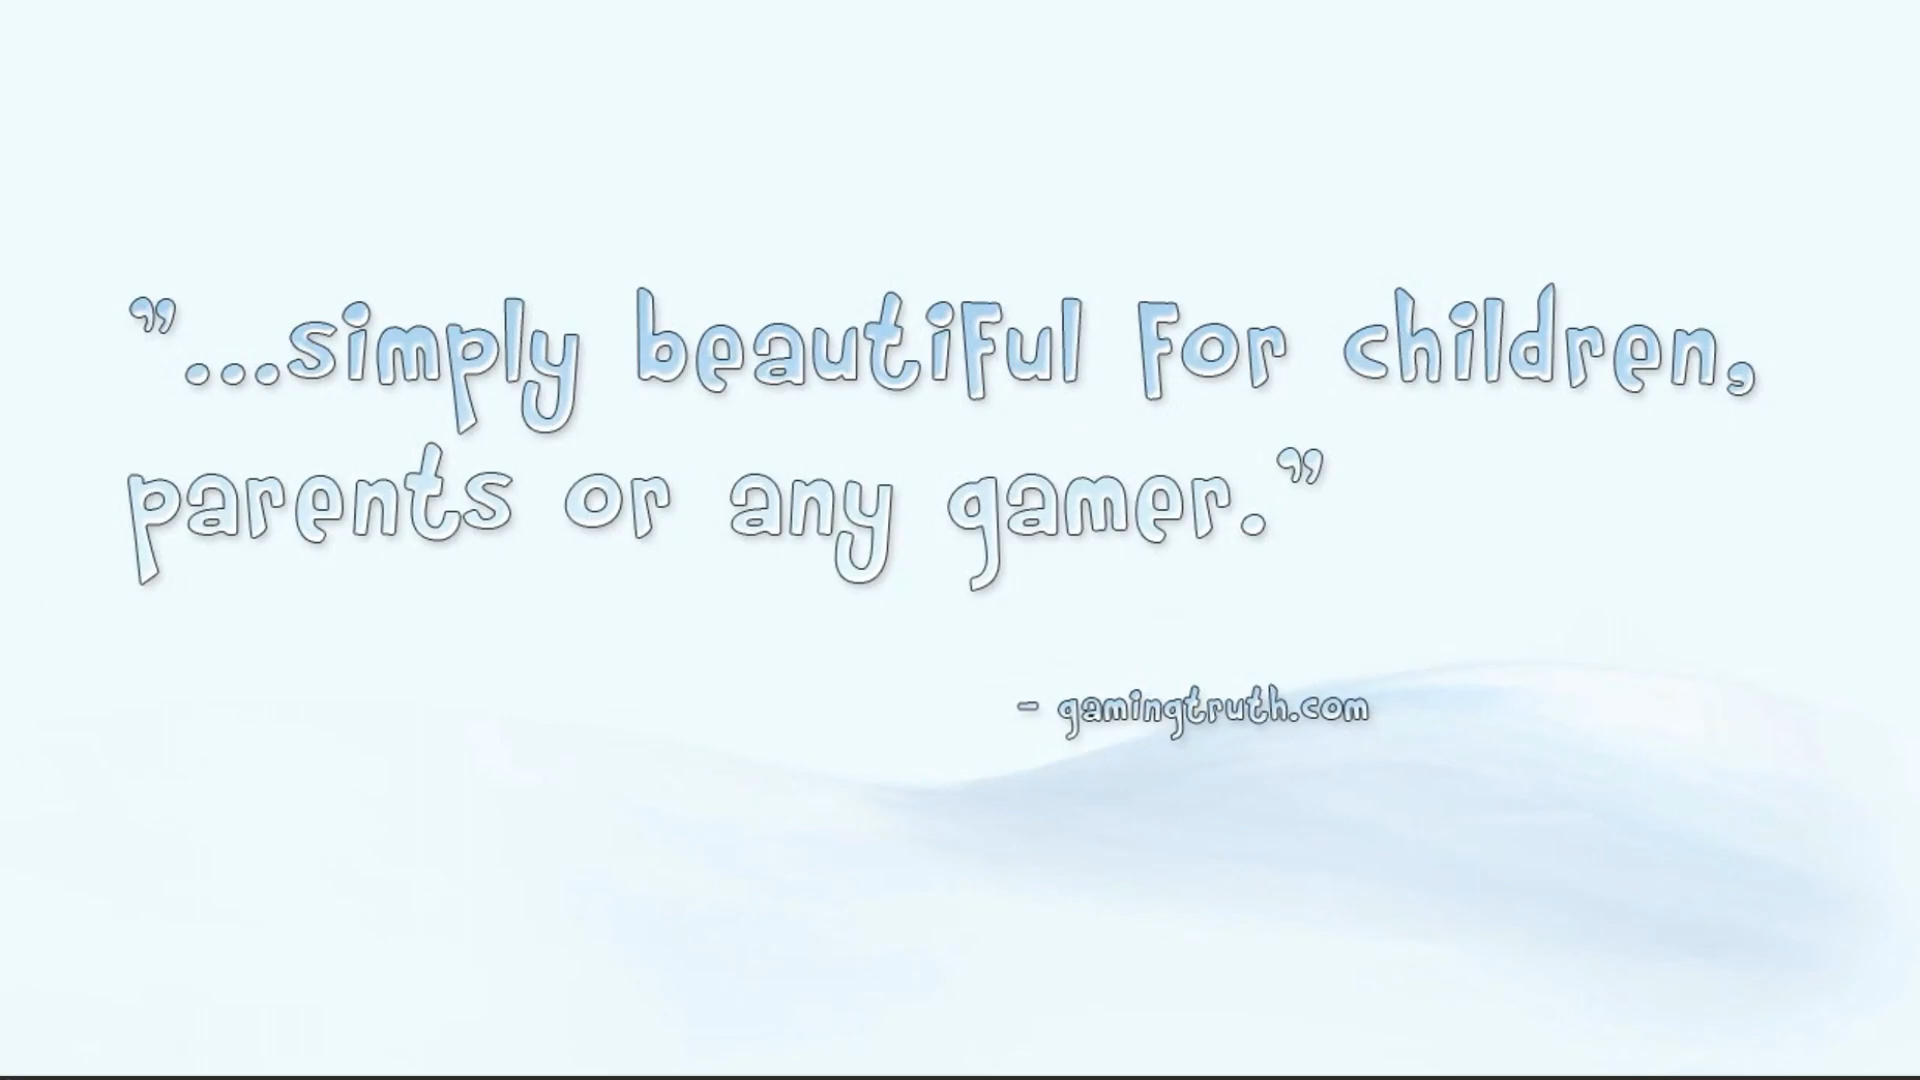 ”...simply beautiful for children,
parents or any gamer.”
- gamingtruth.com